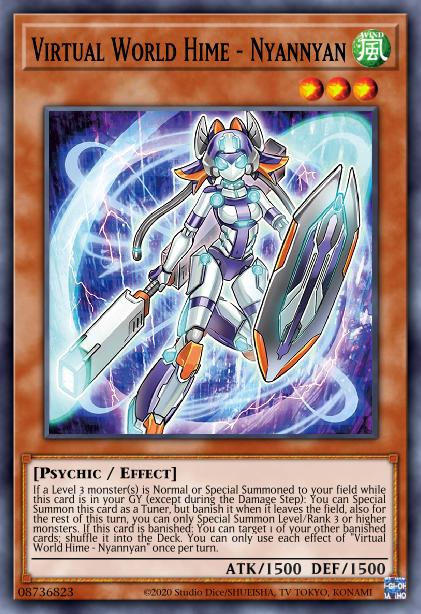 Virtual World Hime - Nyannyan
WIND
風
[Psychic / Effect]
If a Level 3 monster(s) is Normal or Special Summoned to your field while
this card is in your GY (except during the Damage Step): You can Special
Summon this card as a Tuner, but banish it when it leaves the field, also for
the rest of this turn, you can only Special Summon Level/Rank 3 or higher
monsters. If this card is banished: You can target 1 of your other banished
cards; shuffle it into the Deck. You can only use each effect of "Virtual
World Hime - Nyannyan" once per turn.
ATK/1500 DEF/1500
08736823
©2020 Studio Dice/SHUEISHA, TV TOKYO, KONAMI